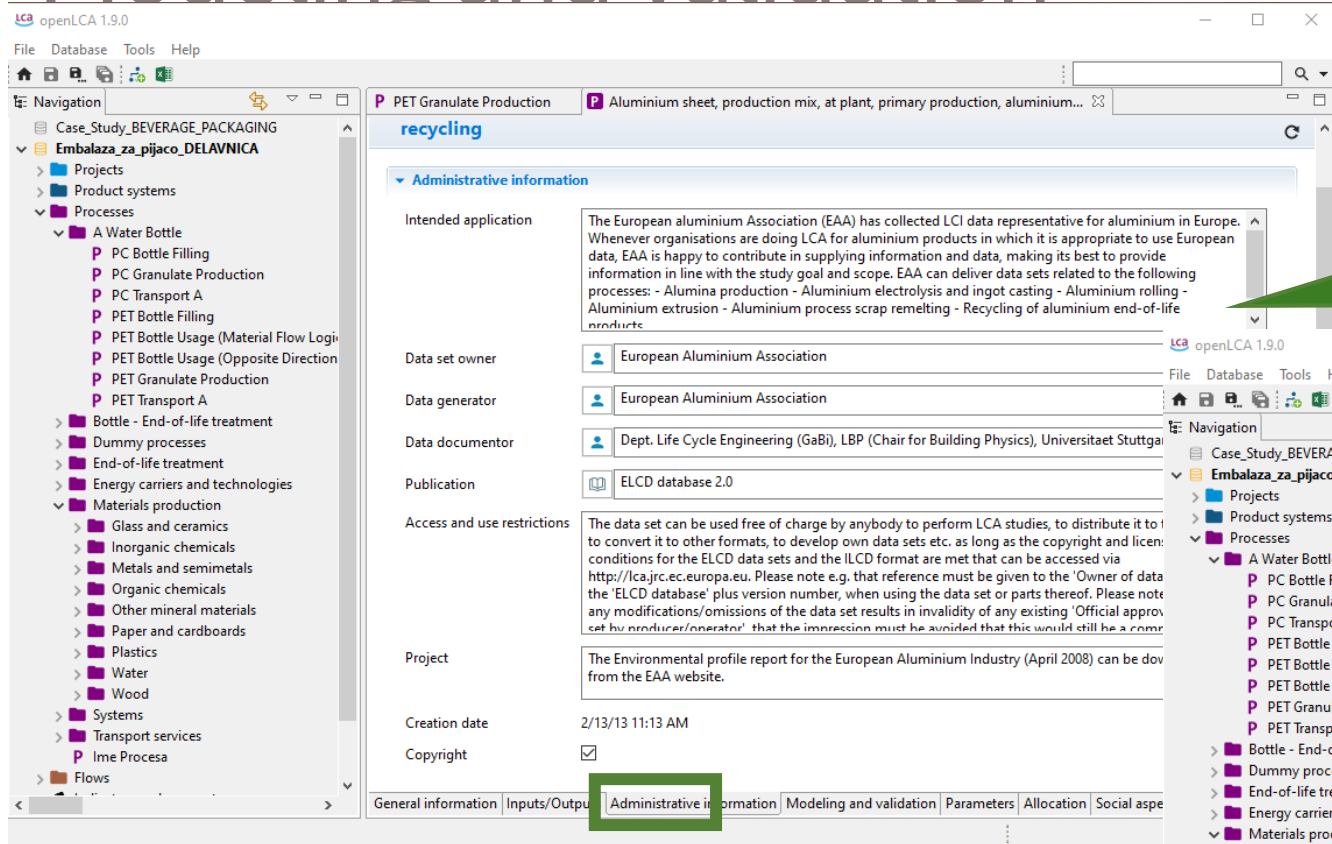 openLCA 1.9.0
File Database Tools Help
Navigation
Case_Study_BEVERAGE_PACKAGING
Embalaza_za_pijaco_DELAVNICA
Projects
Product systems
Processes
A Water Bottle
P PC Bottle Filling
P PC Granulate Production
P PC Transport A
P PET Bottle Filling
P PET Bottle Usage (Material Flow Logi
P PET Bottle Usage (Opposite Direction
P PET Granulate Production
P PET Transport A
Bottle - End-of-life treatment
Dummy processes
End-of-life treatment
Energy carriers and technologies
Materials production
Glass and ceramics
Inorganic chemicals
Metals and semimetals
Organic chemicals
Other mineral materials
Paper and cardboards
Plastics
Water
Wood
Systems
Transport services
P Ime Procesa
Flows
P PET Granulate Production
P Aluminium sheet, production mix, at plant, primary production, aluminium...
recycling
Administrative information
Intended application
The European aluminium Association (EAA) has collected LCI data representative for aluminium in Europe.
Whenever organisations are doing LCA for aluminium products in which it is appropriate to use European
data, EAA is happy to contribute in supplying information and data, making its best to provide
information in line with the study goal and scope. EAA can deliver data sets related to the following
processes: - Alumina production - Aluminium electrolysis and ingot casting - Aluminium rolling -
Aluminium extrusion - Aluminium process scrap remelting - Recycling of aluminium end-of-life
products
Data set owner
European Aluminium Association
Data generator
European Aluminium Association
Data documentor
Dept. Life Cycle Engineering (GaBi), LBP (Chair for Building Physics), Universitaet Stuttga
Publication
ELCD database 2.0
Access and use restrictions
The data set can be used free of charge by anybody to perform LCA studies, to distribute it to
to convert it to other formats, to develop own data sets etc. as long as the copyright and licen
conditions for the ELCD data sets and the ILCD format are met that can be accessed via
http://lca.jrc.ec.europa.eu. Please note e.g. that reference must be given to the 'Owner of data
the 'ELCD database' plus version number, when using the data set or parts thereof. Please note
any modifications/omissions of the data set results in invalidity of any existing 'Official approv
set by producer/operator', that the impression must be avoided that this would still be a
Project
The Environmental profile report for the European Aluminium Industry (April 2008) can be dow
from the EAA website.
Creation date
2/13/13 11:13 AM
Copyright
General information Inputs/Outpu Administrative information Modeling and validation Parameters Allocation Social aspe
openLCA 1.9.0
File Database Tools H
Navigation
Case_Study_BEVERA
Embalaza_za_pijaco
Projects
Product systems
Processes
A Water Bottl
P PC Bottle F
P PC Granula
P PC Transpo
P PET Bottle
P PET Bottle
P PET Bottle
P PET Granu
P PET Transp
Bottle - End-o
Dummy proce
End-of-life tre
Energy carrier
Materials pro